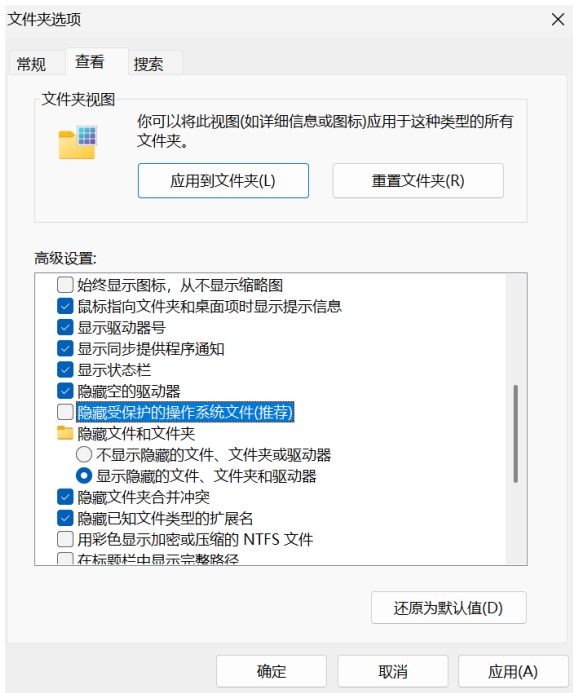 文件夹选项
常规
查看
搜索
文件夹视图
你可以将此视图(如详细信息或图标)应用于这种类型的所有
文件夹。
应用到文件夹(L)
重置文件夹(R)
高级设置:
始终显示图标，从不显示缩略图
鼠标指向文件夹和桌面项时显示提示信息
显示驱动器号
显示同步提供程序通知
显示状态栏
隐藏空的驱动器
隐藏受保护的操作系统文件(推荐)
隐藏文件和文件夹
不显示隐藏的文件、文件夹或驱动器
显示隐藏的文件、文件夹和驱动器
隐藏文件夹合并冲突
隐藏已知文件类型的扩展名
用彩色显示加密或压缩的 NTFS 文件
在标题栏中显示完整路径
还原为默认值(D)
确定
取消
应用(A)